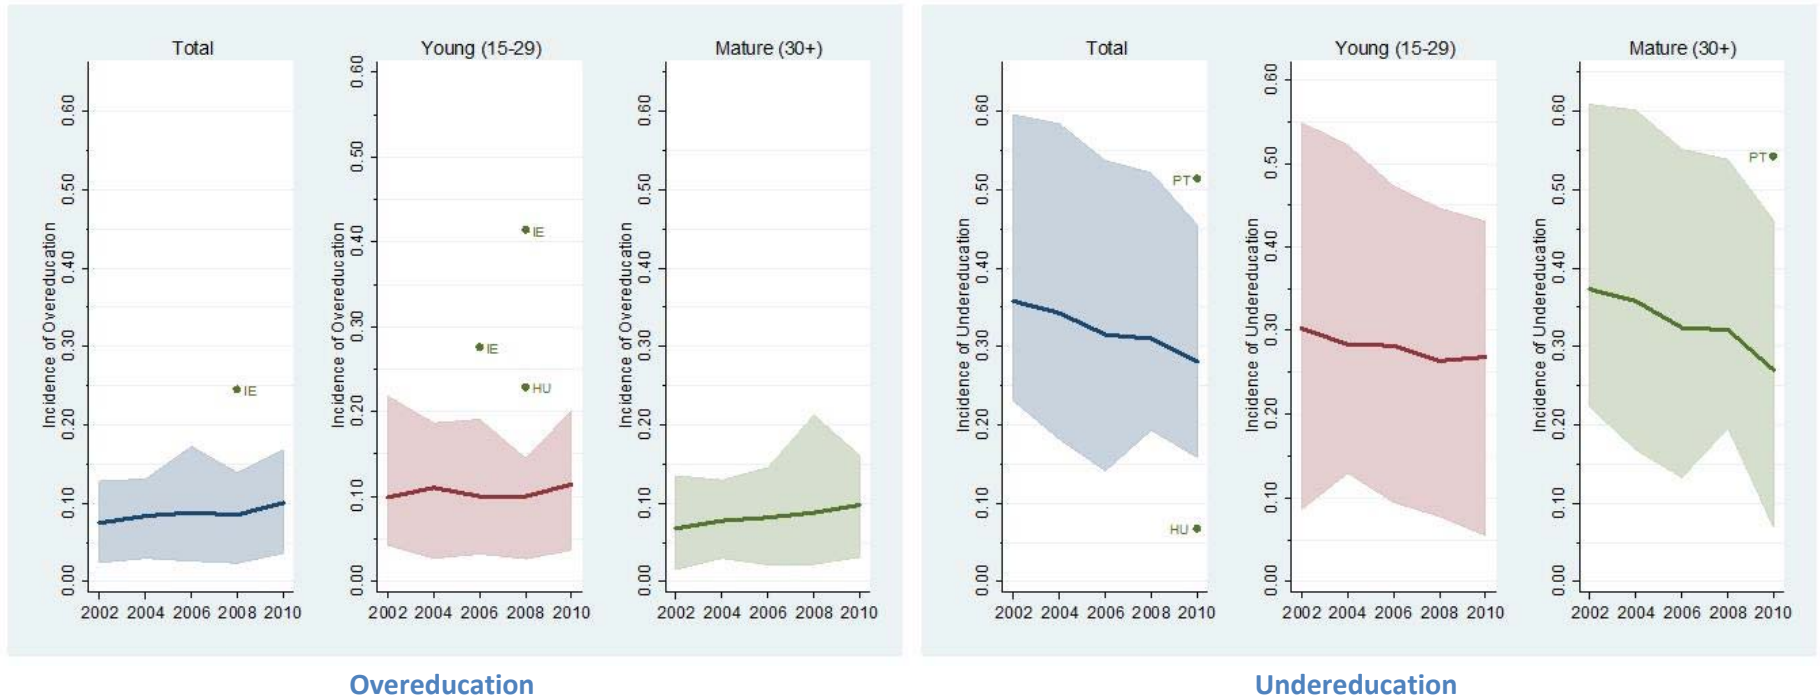 Total
Young (15-29)
Mature (30+)
Incidence of Overeducation
0.00 0.10 0.20 0.30 0.40 0.50 0.60
IE
2002 2004 2006 2008 2010
Incidence of Overeducation
0.00 0.10 0.20 0.30 0.40 0.50 0.60
IE
IE
HU
2002 2004 2006 2008 2010
Incidence of Overeducation
0.00 0.10 0.20 0.30 0.40 0.50 0.60
2002 2004 2006 2008 2010
Overeducation
Total
Young (15-29)
Mature (30+)
Incidence of Undereducation
0.00 0.10 0.20 0.30 0.40 0.50 0.60
PT
HU
2002 2004 2006 2008 2010
Incidence of Undereducation
0.00 0.10 0.20 0.30 0.40 0.50 0.60
2002 2004 2006 2008 2010
Incidence of Undereducation
0.00 0.10 0.20 0.30 0.40 0.50 0.60
PT
2002 2004 2006 2008 2010
Undereducation